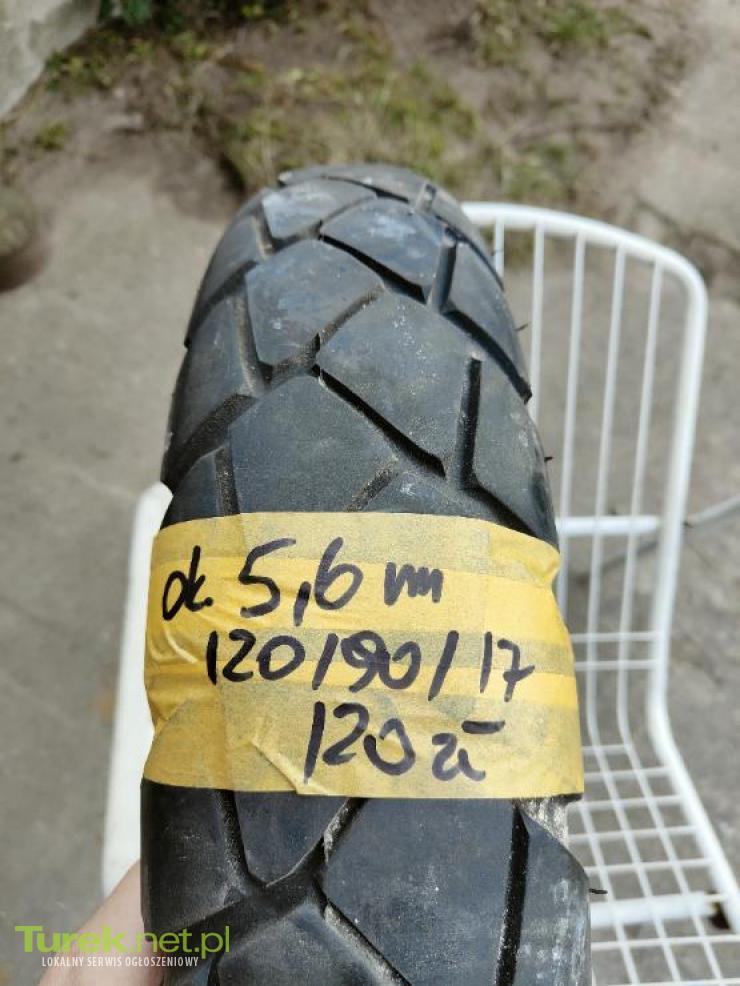 ok. 5,6 mm
120/90/17
120 zł
Turek.net.pl
LOKALNY SERWIS OGŁOSZENIOWY